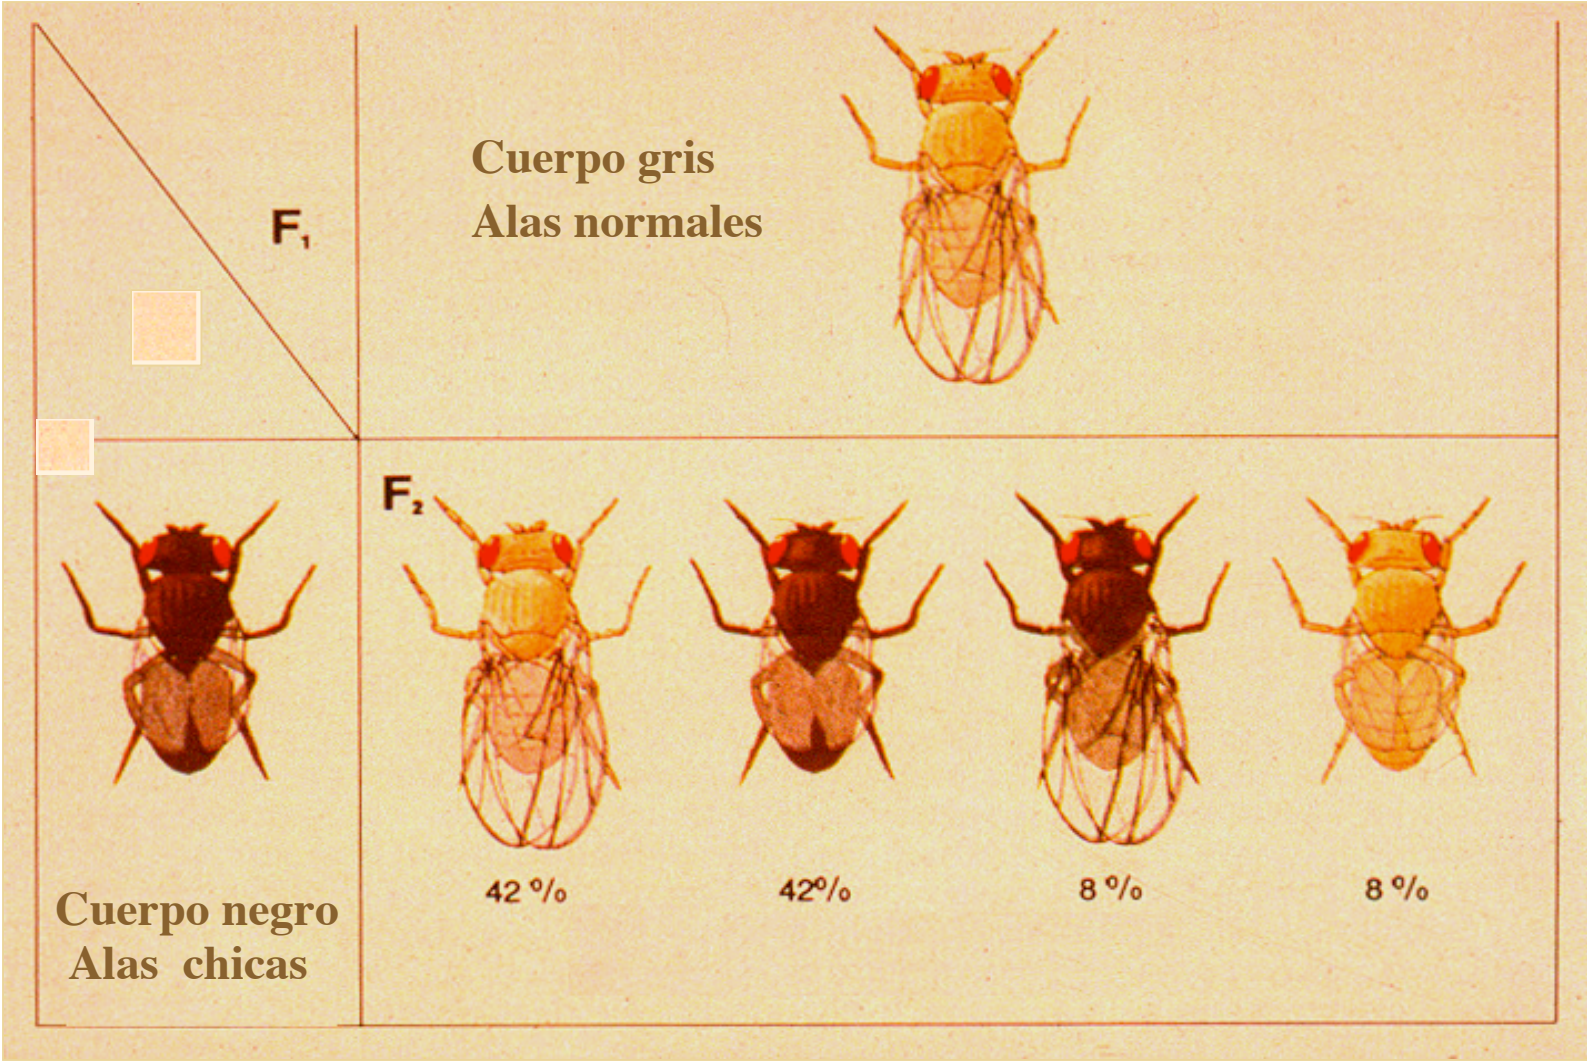 Cuerpo gris
Alas normales
F₁
F₂
42 %
42%
8 %
8 %
Cuerpo negro
Alas chicas